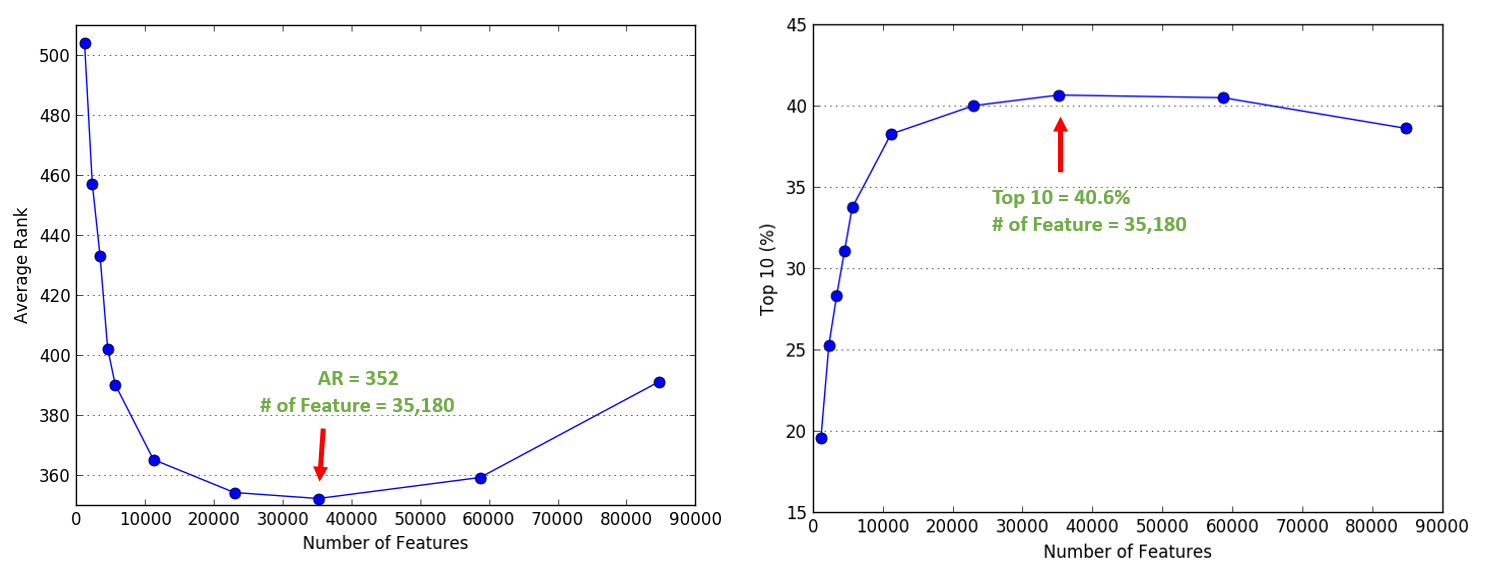 500
480
460
440
420
400
380
360
Average Rank
AR = 352
# of Feature = 35,180
0 10000 20000 30000 40000 50000 60000 70000 80000 90000
Number of Features
45
40
35
30
25
20
15
Top 10 (%)
Top 10 = 40.6%
# of Feature = 35,180
0 10000 20000 30000 40000 50000 60000 70000 80000 90000
Number of Features